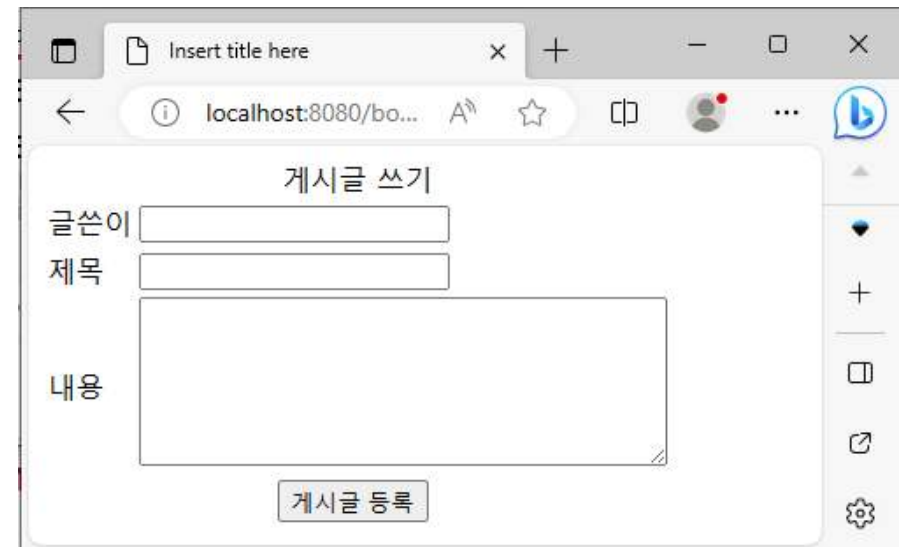 Insert title here
localhost:8080/bo...
게시글 쓰기
글쓴이
제목
내용
게시글 등록